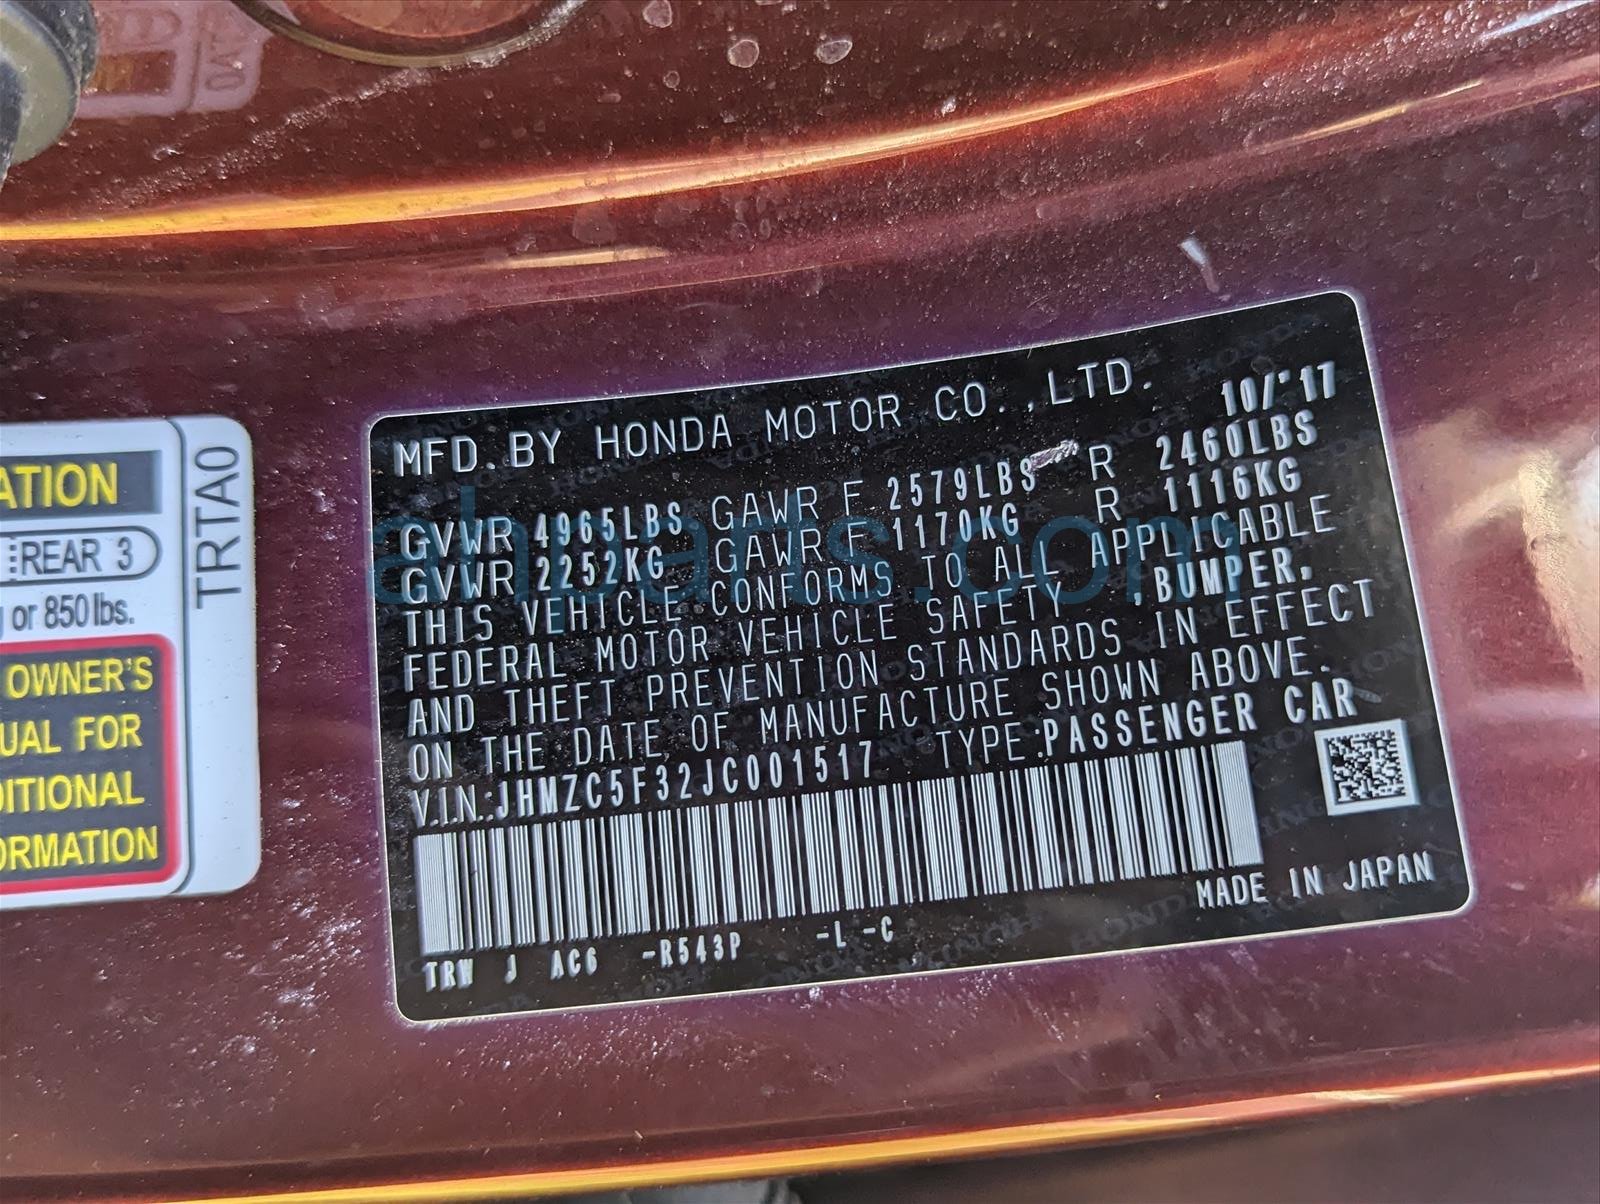 ATION
REAR 3
or 850 lbs.
OWNER'S
UAL FOR
DITIONAL
ORMATION
TRTA0
MFD. BY HONDA MOTOR CO. ,LTD.
10/'17
GVWR 4965LBS GAWR F 2579LBS R 2460LBS
GVWR 2252KG GAWR F 1170KG R 1116KG
THIS VEHICLE CONFORMS TO ALL APPLICABLE
FEDERAL MOTOR VEHICLE SAFETY ,BUMPER,
AND THEFT PREVENTION STANDARDS IN EFFECT
ON THE DATE OF MANUFACTURE SHOWN ABOVE.
V.I.N.:JHMZC5F32JC001517 TYPE:PASSENGER CAR
TRW J AC6 -R543P -L -C
MADE IN JAPAN
ahparts.com